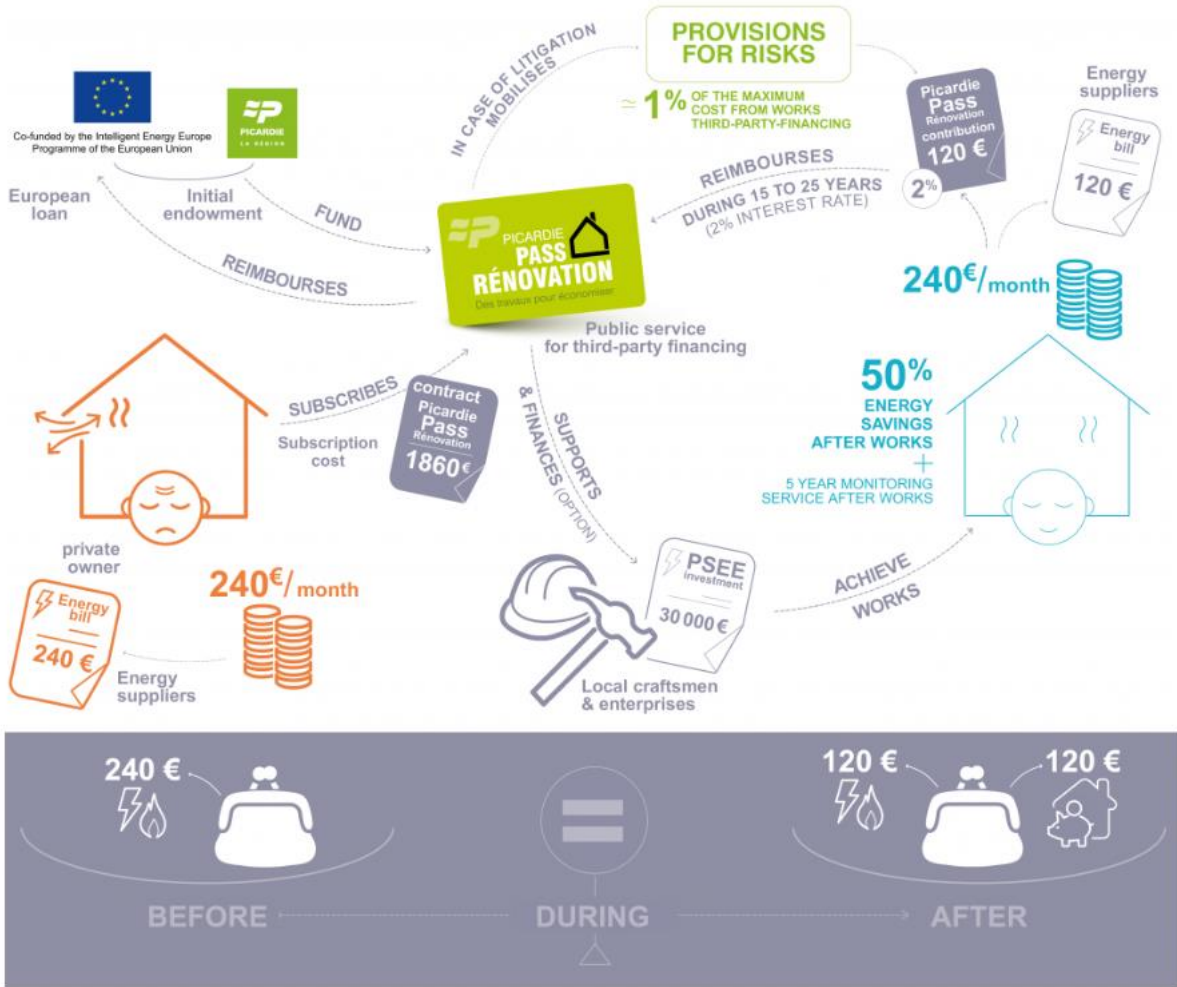 IN CASE OF LITIGATION
MOBILISES
PROVISIONS
FOR RISKS
≃ 1% OF THE MAXIMUM
COST FROM WORKS
THIRD-PARTY-FINANCING
Picardie
Pass
Rénovation
contribution
120 €
2%
Energy
suppliers
Energy
bill
120 €
PICARDIE
LA RÉGION
Co-funded by the Intelligent Energy Europe
Programme of the European Union
European
loan
Initial
endowment
FUND
REIMBOURSES
REIMBOURSES
DURING 15 TO 25 YEARS
(2% INTEREST RATE)
PICARDIE
PASS
RÉNOVATION
Des travaux pour économiser
Public service
for third-party financing
240€/month
50%
ENERGY
SAVINGS
AFTER WORKS
+
5 YEAR MONITORING
SERVICE AFTER WORKS
SUBSCRIBES
Subscription
cost
contract
Picardie
Pass
Rénovation
1860€
SUPPORTS
& FINANCES (OPTION)
private
owner
240€/month
Energy
bill
240 €
Energy
suppliers
PSEE
investment
30 000 €
Local craftsmen
& enterprises
ACHIEVE
WORKS
240 €
120 €
120 €
BEFORE
DURING
AFTER